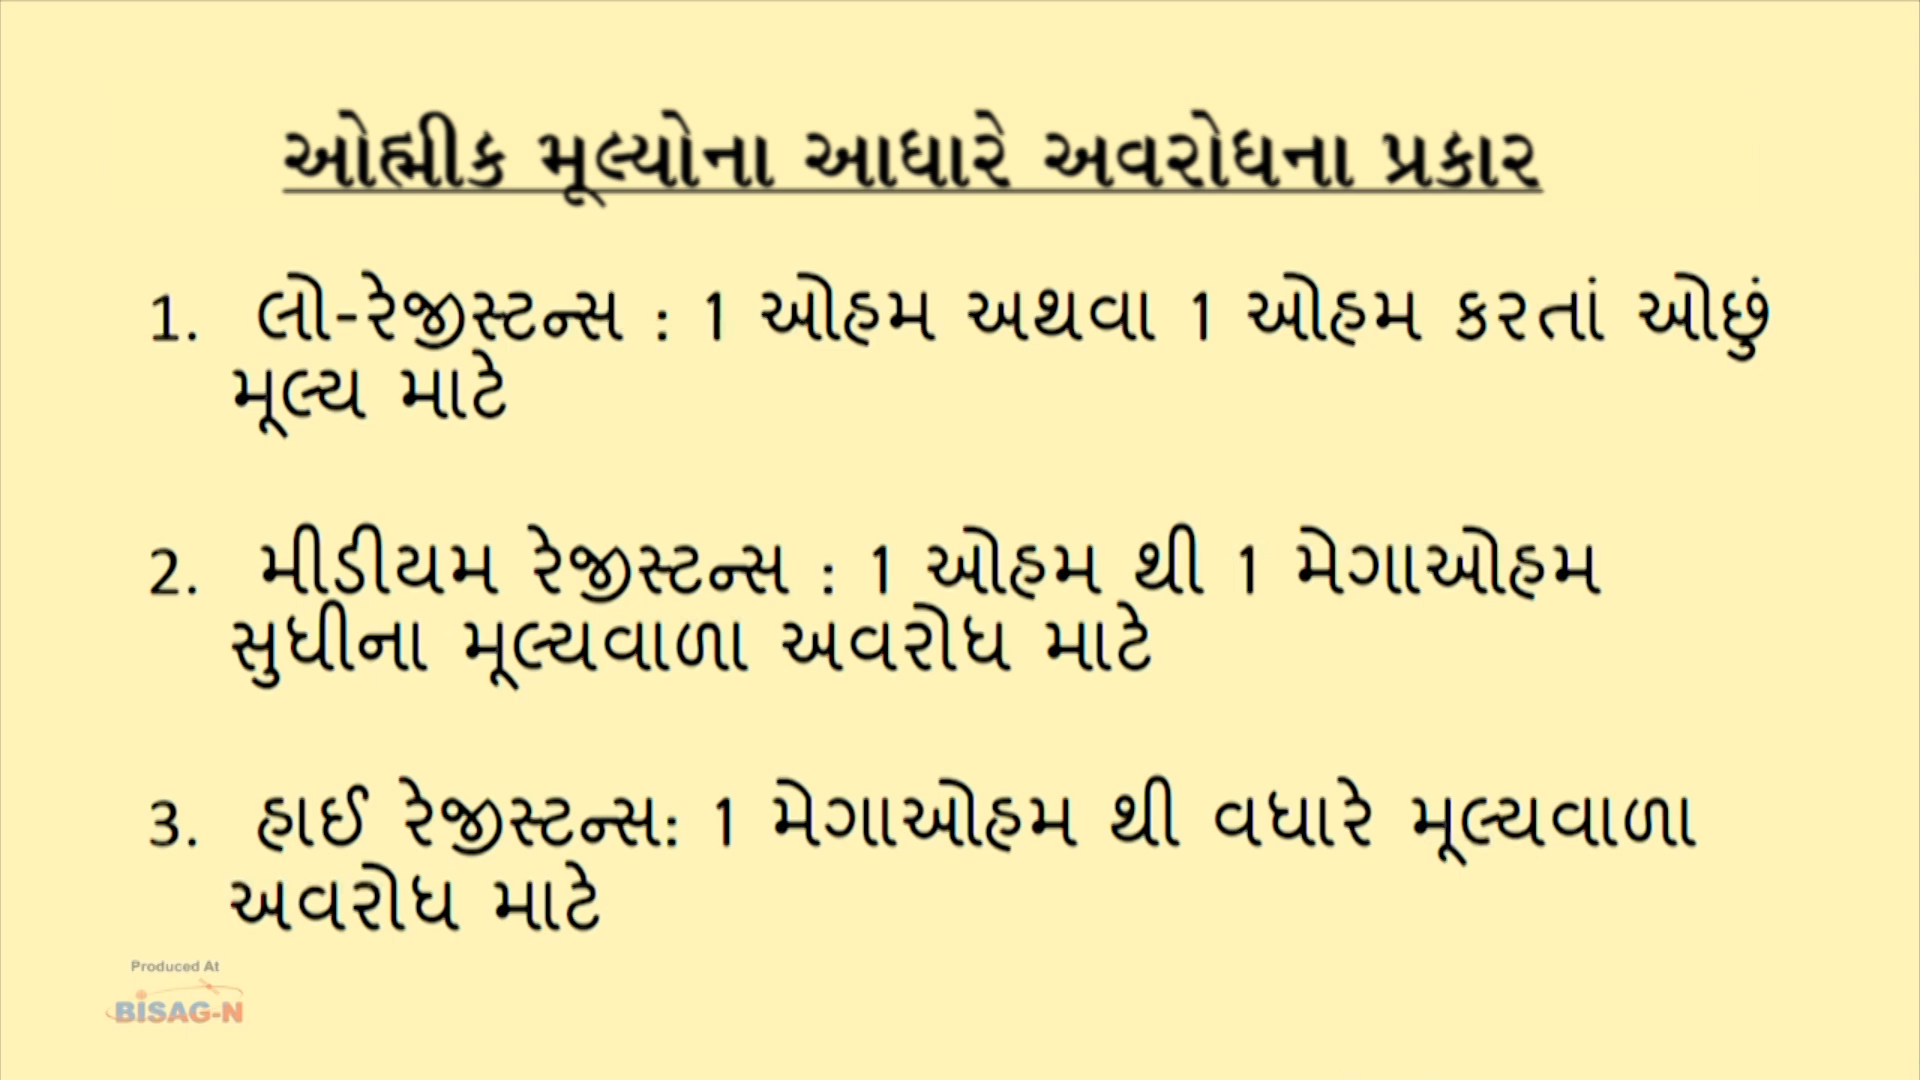 ઓહ્મીક મૂલ્યોના આધારે અવરોધના પ્રકાર
1. લો-રેજીસ્ટન્સ : 1 ઓહમ અથવા 1 ઓહમ કરતાં ઓછું
મૂલ્ય માટે
2. મીડીયમ રેજીસ્ટન્સ : 1 ઓહમ થી 1 મેગાઓહમ
સુધીના મૂલ્યવાળા અવરોધ માટે
3. હાઈ રેજીસ્ટન્સ: 1 મેગાઓહમ થી વધારે મૂલ્યવાળા
અવરોધ માટે
Produced At
BISAG-N